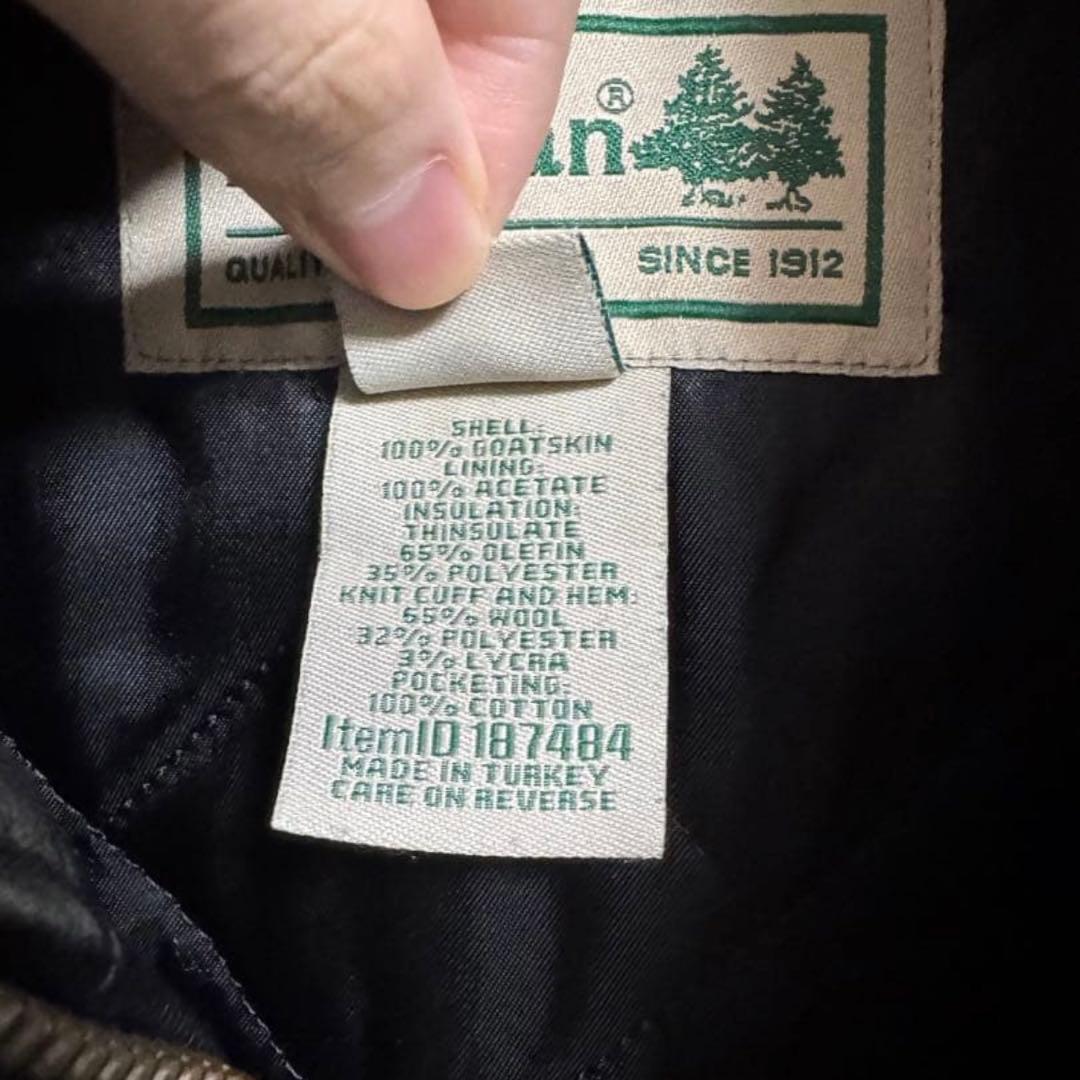 ®
SINCE 1912
SHELL:
100% GOATSKIN
LINING:
100% ACETATE
INSULATION:
THINSULATE
65% OLEFIN
35% POLYESTER
KNIT CUFF AND HEM:
65% WOOL
32% POLYESTER
3% LYCRA
POCKETING:
100% COTTON
ItemID 187484
MADE IN TURKEY
CARE ON REVERSE